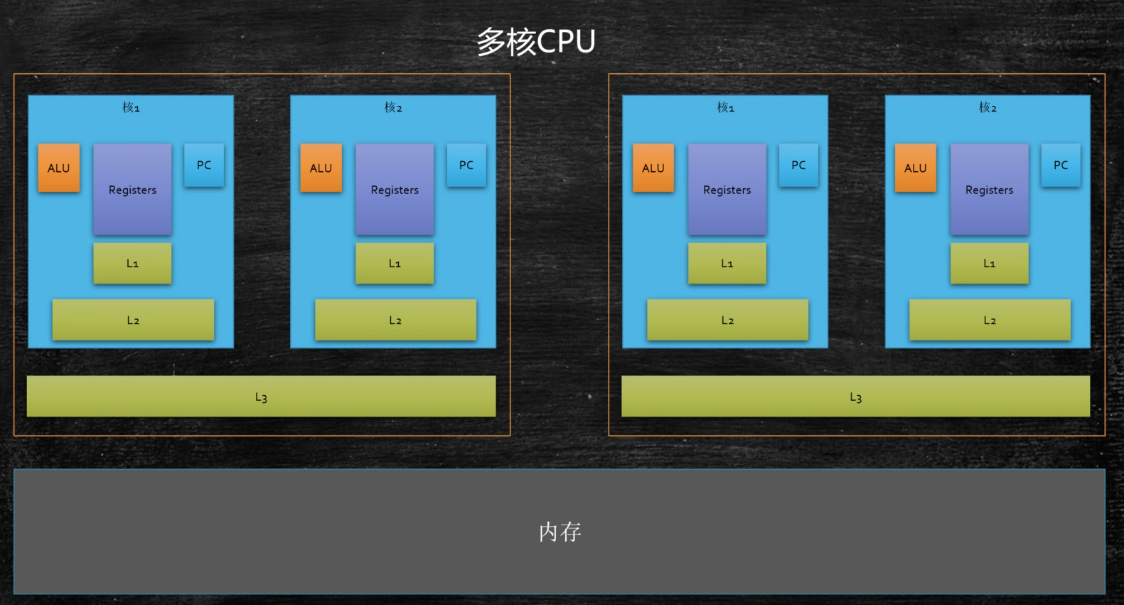 多核CPU
核1
核2
核1
核2
ALU
Registers
PC
ALU
Registers
PC
ALU
Registers
PC
ALU
Registers
PC
L1
L1
L1
L1
L2
L2
L2
L2
L3
L3
内存